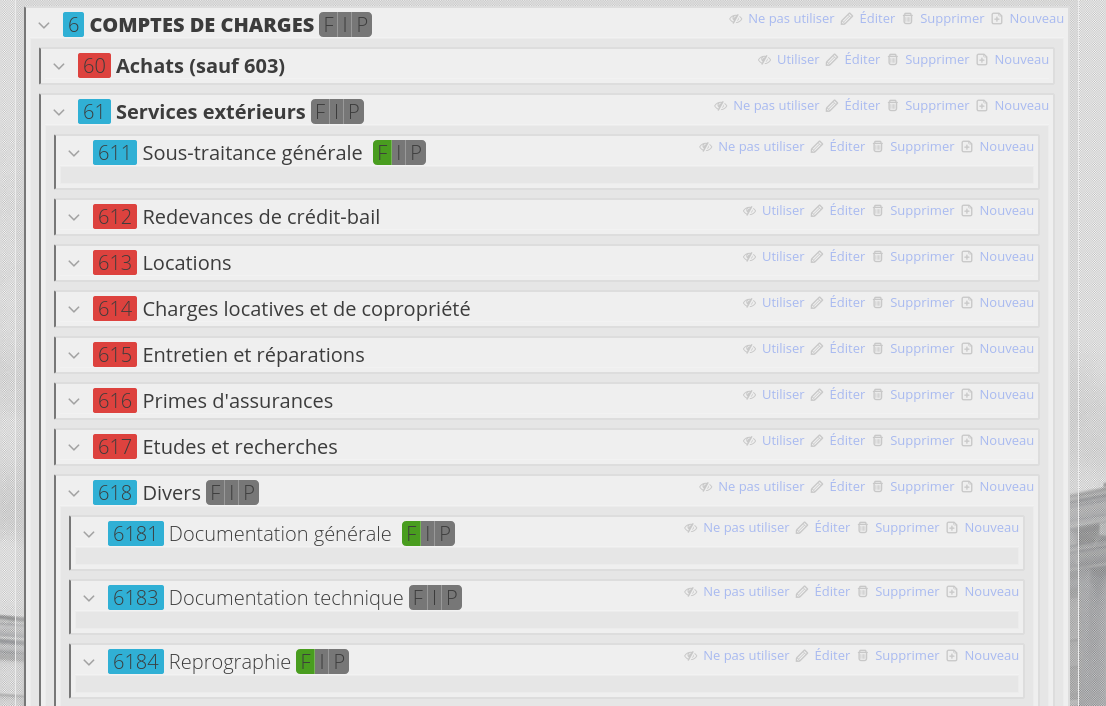 6 COMPTES DE CHARGES F I P Ne pas utiliser Éditer Supprimer Nouveau
60 Achats (sauf 603) Utiliser Éditer Supprimer Nouveau
61 Services extérieurs F I P Ne pas utiliser Éditer Supprimer Nouveau
611 Sous-traitance générale F I P Ne pas utiliser Éditer Supprimer Nouveau
612 Redevances de crédit-bail Utiliser Éditer Supprimer Nouveau
613 Locations Utiliser Éditer Supprimer Nouveau
614 Charges locatives et de copropriété Utiliser Éditer Supprimer Nouveau
615 Entretien et réparations Utiliser Éditer Supprimer Nouveau
616 Primes d'assurances Utiliser Éditer Supprimer Nouveau
617 Etudes et recherches Utiliser Éditer Supprimer Nouveau
618 Divers F I P Ne pas utiliser Éditer Supprimer Nouveau
6181 Documentation générale F I P Ne pas utiliser Éditer Supprimer Nouveau
6183 Documentation technique F I P Ne pas utiliser Éditer Supprimer Nouveau
6184 Reprographie F I P Ne pas utiliser Éditer Supprimer Nouveau